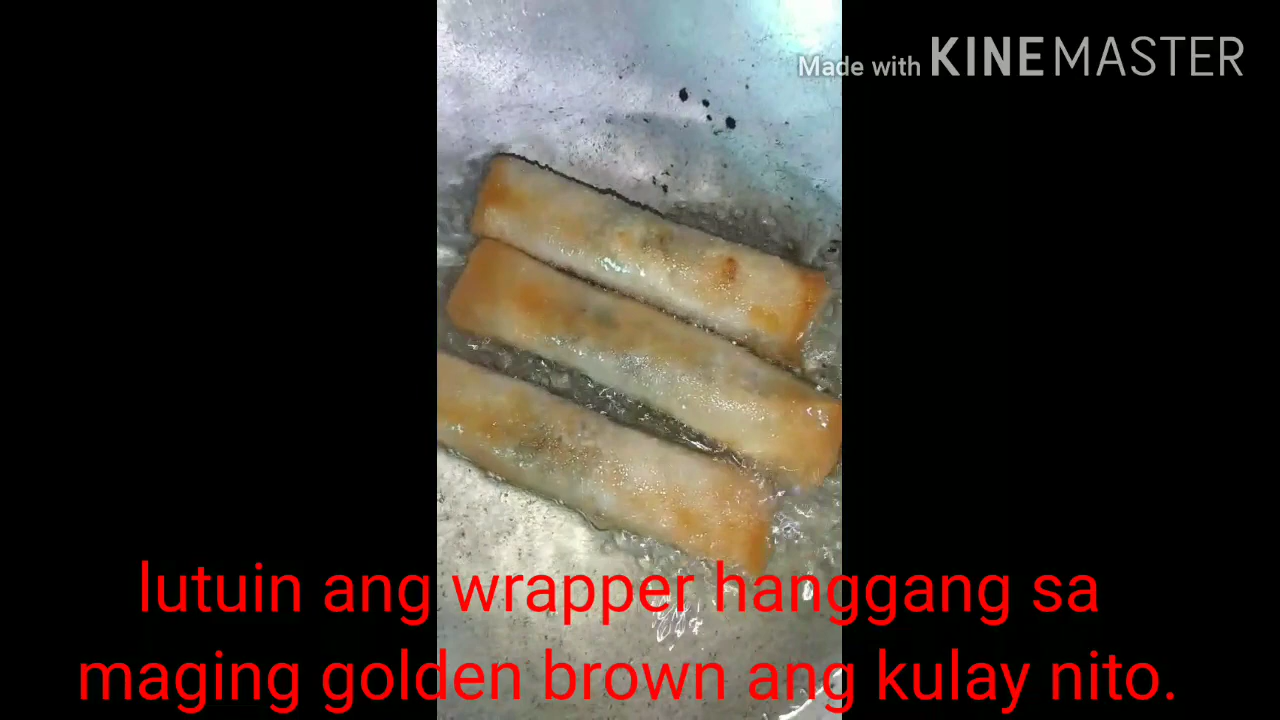 Made with KINEMASTER
lutuin ang wrapper hanggang sa
maging golden brown ang kulay nito.